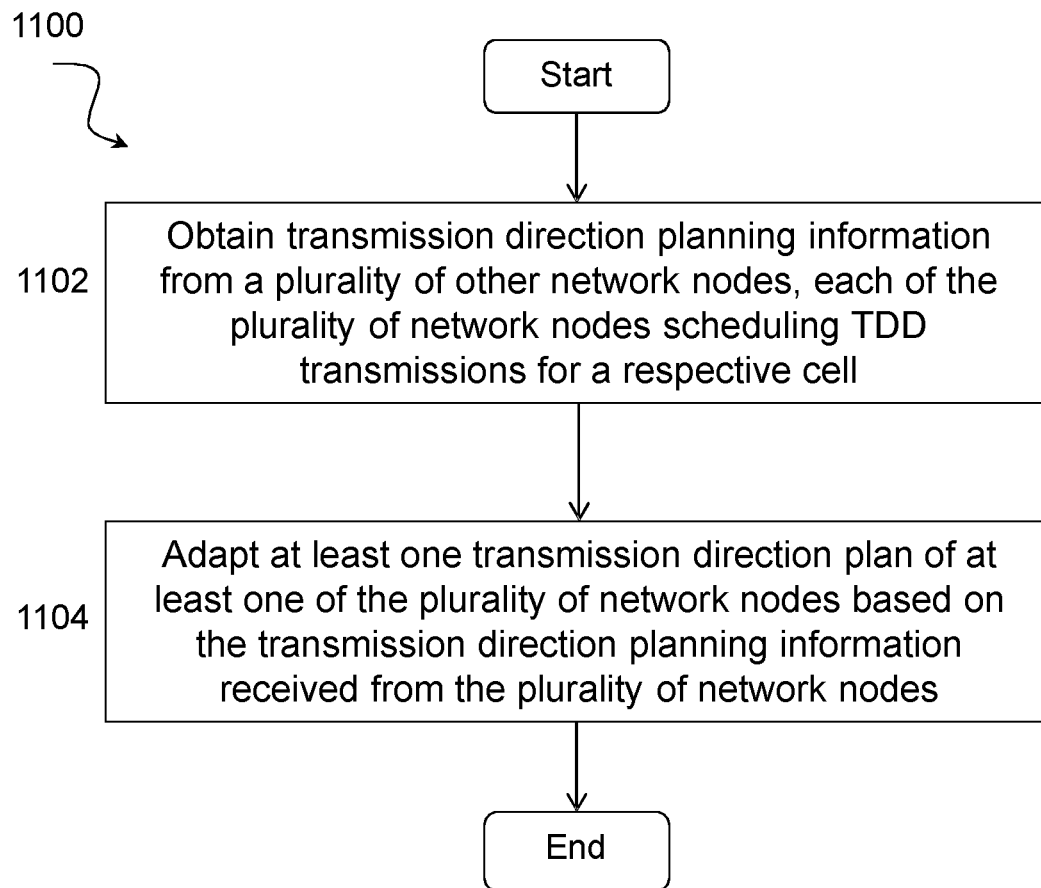 1100
Start
1102
Obtain transmission direction planning information
from a plurality of other network nodes, each of the
plurality of network nodes scheduling TDD
transmissions for a respective cell
1104
Adapt at least one transmission direction plan of at
least one of the plurality of network nodes based on
the transmission direction planning information
received from the plurality of network nodes
End